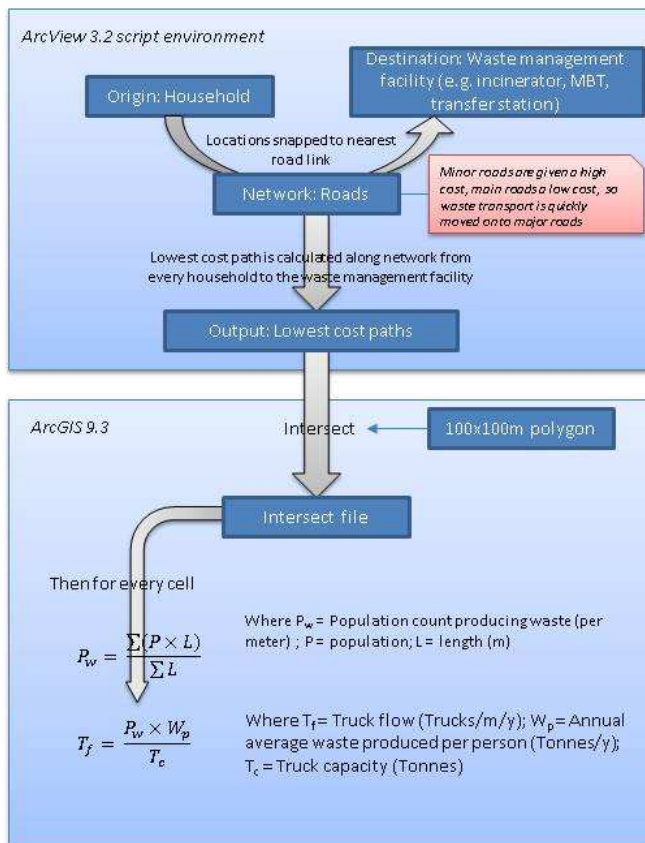 ArcView 3.2 script environment
Origin: Household
Destination: Waste management
facility (e.g. incinerator, MBT,
transfer station)
Locations snapped to nearest
road link
Network: Roads
Minor roads are given a high
cost, main roads a low cost, so
waste transport is quickly
moved onto major roads
Lowest cost path is calculated along network from
every household to the waste management facility
Output: Lowest cost paths
ArcGIS 9.3
Intersect
100x100m polygon
Intersect file
Then for every cell
P_w = ∑(P × L) / ∑ L
Where P_w = Population count producing waste (per
meter) ; P = population; L = length (m)
T_f = P_w × W_p / T_c
Where T_f = Truck flow (Trucks/m/y); W_p = Annual
average waste produced per person (Tonnes/y);
T_c = Truck capacity (Tonnes)